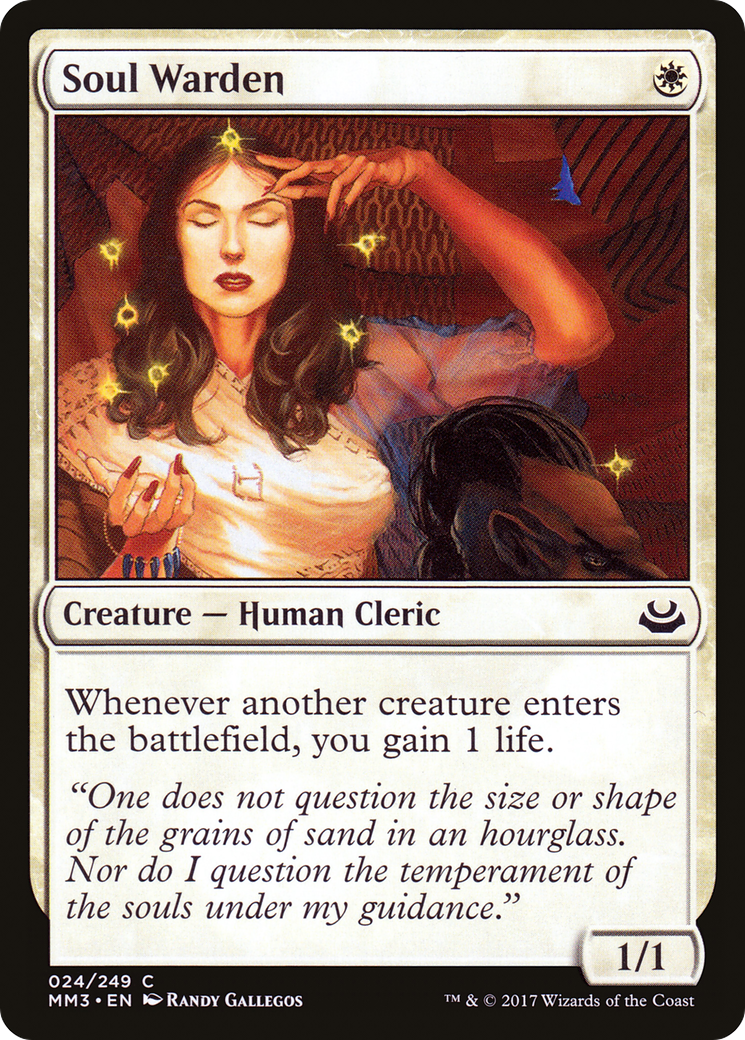 Soul Warden
Creature — Human Cleric
Whenever another creature enters
the battlefield, you gain 1 life.
“One does not question the size or shape
of the grains of sand in an hourglass.
Nor do I question the temperament of
the souls under my guidance.”
1/1
024/249 C
MM3 • EN Randy Gallegos
™ & © 2017 Wizards of the Coast